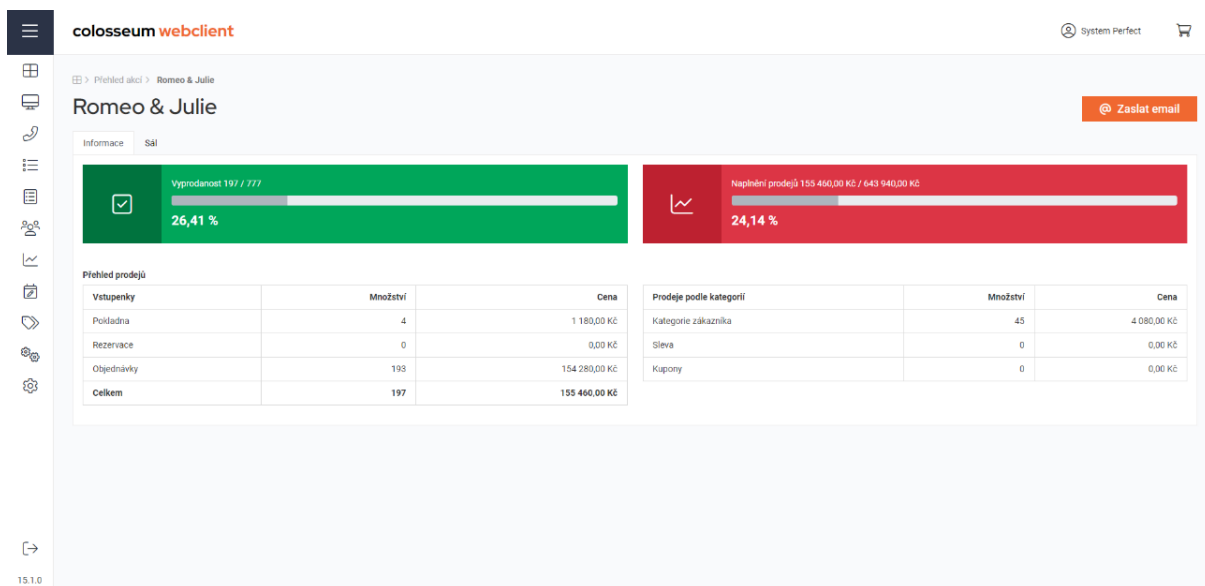 colosseum webclient
System Perfect
Přehled akcí > Romeo & Julie
Romeo & Julie
@ Zaslat email
Informace Sál
Vyprodanost 197 / 777
26,41 %
Naplnění prodejů 155 460,00 Kč / 643 940,00 Kč
24,14 %
Přehled prodejů
Vstupenky Množství Cena
Pokladna 4 1 180,00 Kč
Rezervace 0 0,00 Kč
Objednávky 193 154 280,00 Kč
Celkem 197 155 460,00 Kč
Prodeje podle kategorií Množství Cena
Kategorie zákazníka 45 4 080,00 Kč
Sleva 0 0,00 Kč
Kupony 0 0,00 Kč
15.1.0